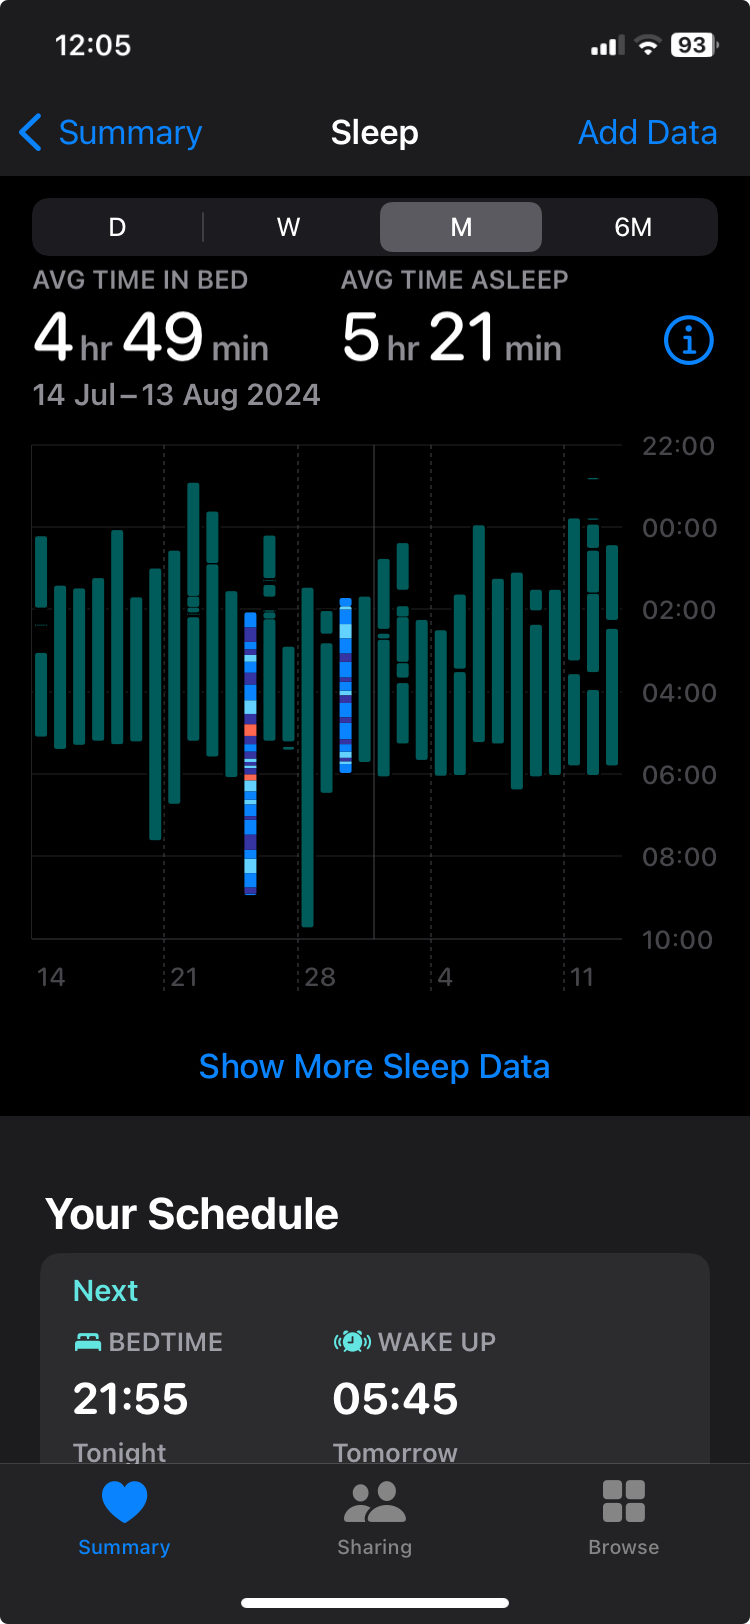 12:05
93
Summary Sleep Add Data
D W M 6M
AVG TIME IN BED AVG TIME ASLEEP
4 hr 49 min 5 hr 21 min
14 Jul – 13 Aug 2024
22:00
00:00
02:00
04:00
06:00
08:00
10:00
14 21 28 4 11
Show More Sleep Data
Your Schedule
Next
BEDTIME WAKE UP
21:55 05:45
Tonight Tomorrow
Summary Sharing Browse